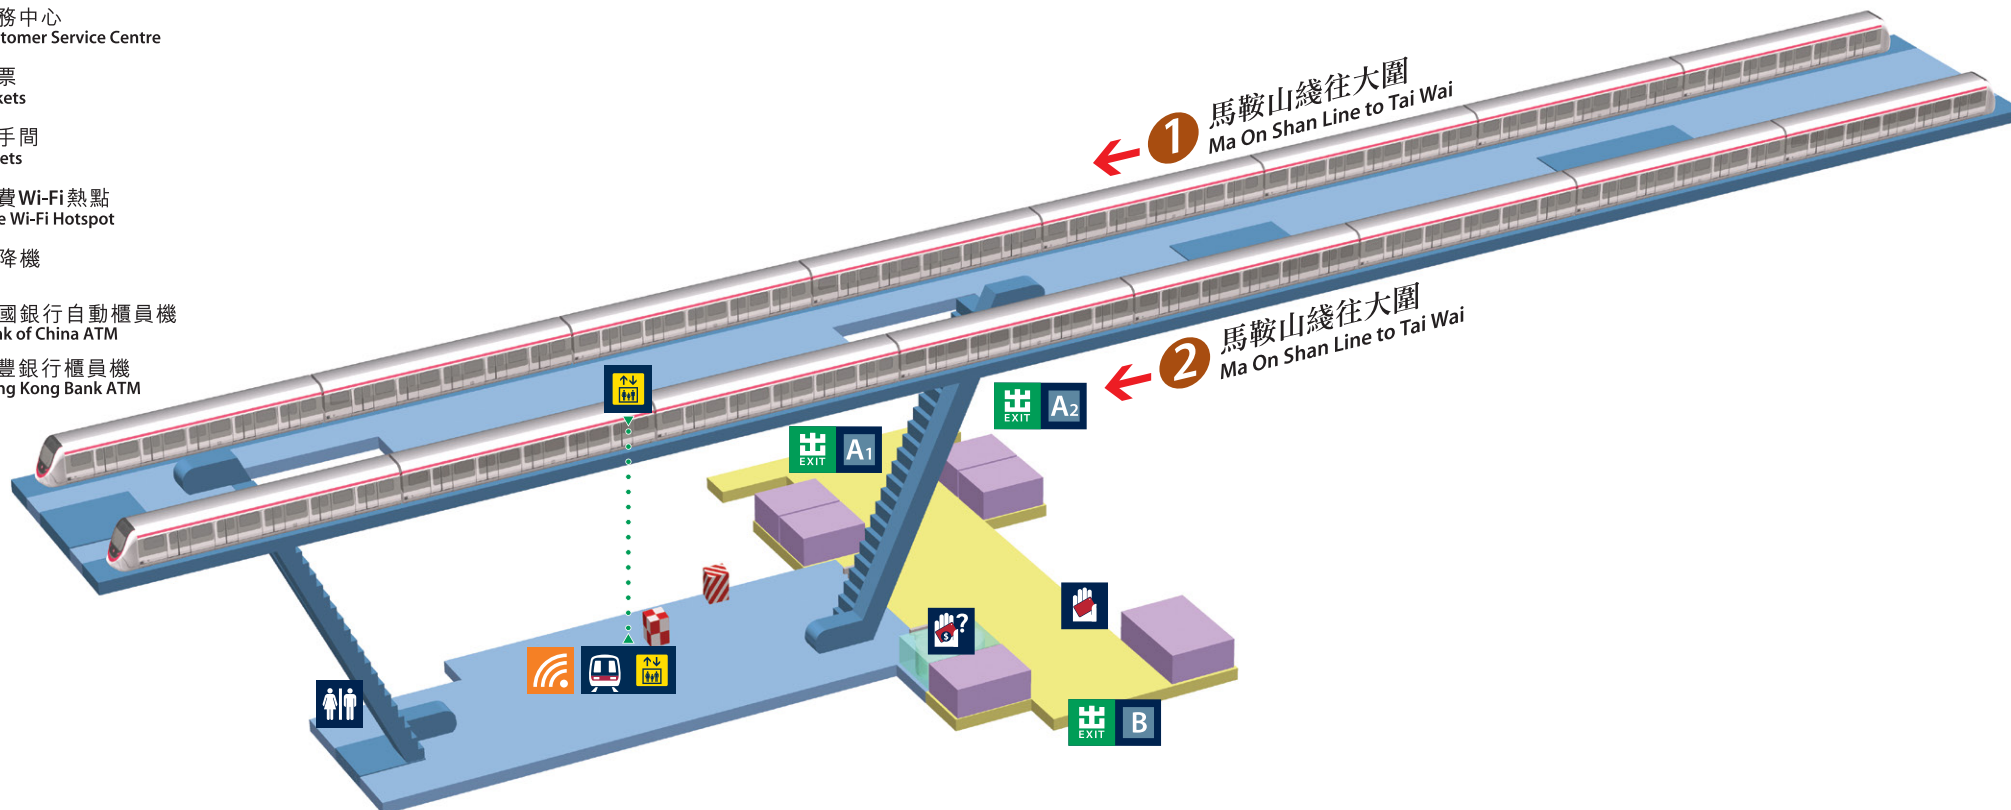 務中心
tomer Service Centre
票
kets
手間
ets
費Wi-Fi熱點
e Wi-Fi Hotspot
降機
國銀行自動櫃員機
nk of China ATM
豐銀行櫃員機
ng Kong Bank ATM
1 馬鞍山綫往大圍
Ma On Shan Line to Tai Wai
2 馬鞍山綫往大圍
Ma On Shan Line to Tai Wai
出 EXIT A2
出 EXIT A1
?
$
出 EXIT B